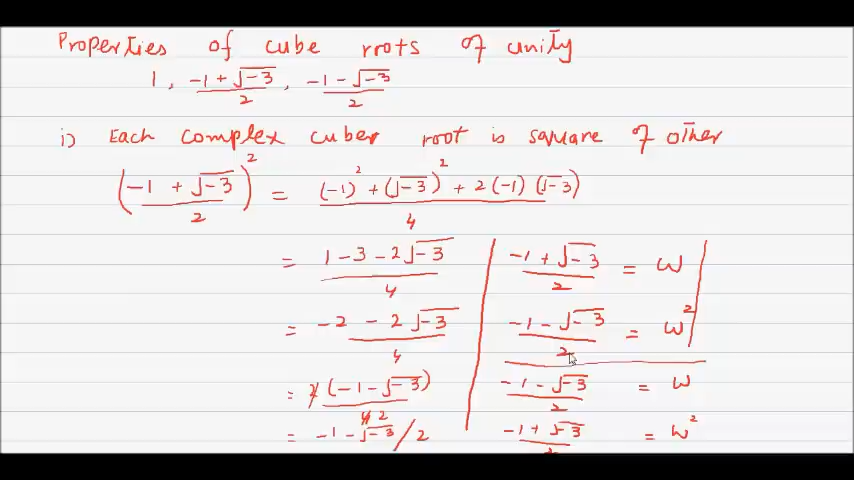 Properties of cube roots of unity
1, (-1 + √-3)/2, (-1 - √-3)/2
i) Each complex cuber root is square of other
((-1 + √-3)/2)² = ((-1)² + (√-3)² + 2(-1)(√-3))/4
= (1 - 3 - 2√-3)/4
= (-2 - 2√-3)/4
= 2(-1 - √-3)/4 2
= -1 - √-3/2
(-1 + √-3)/2 = ω
(-1 - √-3)/2 = ω²
(-1 - √-3)/2 = ω
(-1 + √-3)/2 = ω²